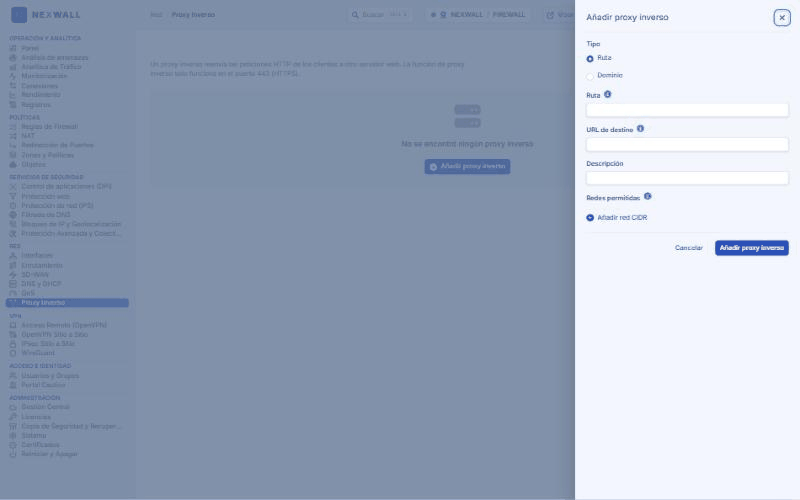 NEXWALL
Red / Proxy Inverso
Buscar
NEXWALL / FIREWALL
OPERACIÓN Y ANALÍTICA
Panel
Análisis de amenazas
Analítica de Tráfico
Monitorización
Conexiones
Rendimiento
Registros
POLÍTICAS
Reglas de Firewall
NAT
Redirección de Puertos
Zonas y Políticas
Objetos
SERVICIOS DE SEGURIDAD
Control de aplicaciones (DPI)
Protección web
Protección de red (IPS)
Filtrado de DNS
Bloqueo de IP y Geolocalización
Protección Avanzada y Colecti...
RED
Interfaces
Enrutamiento
SD-WAN
DNS y DHCP
QoS
Proxy Inverso
VPN
Acceso Remoto (OpenVPN)
OpenVPN Sitio a Sitio
IPsec Sitio a Sitio
WireGuard
ACCESO E IDENTIDAD
Usuarios y Grupos
Portal Cautivo
ADMINISTRACIÓN
Gestión Central
Licencias
Copia de Seguridad y Recuper...
Sistema
Certificados
Reiniciar y Apagar
Un proxy inverso reenvía las peticiones HTTP de los clientes a otro servidor web. La función de proxy
inverso solo funciona en el puerto 443 (HTTPS).
No se encontró ningún proxy inverso
Añadir proxy inverso
Añadir proxy inverso
Tipo
Ruta
Dominio
Ruta
URL de destino
Descripción
Redes permitidas
Añadir red CIDR
Cancelar
Añadir proxy inverso